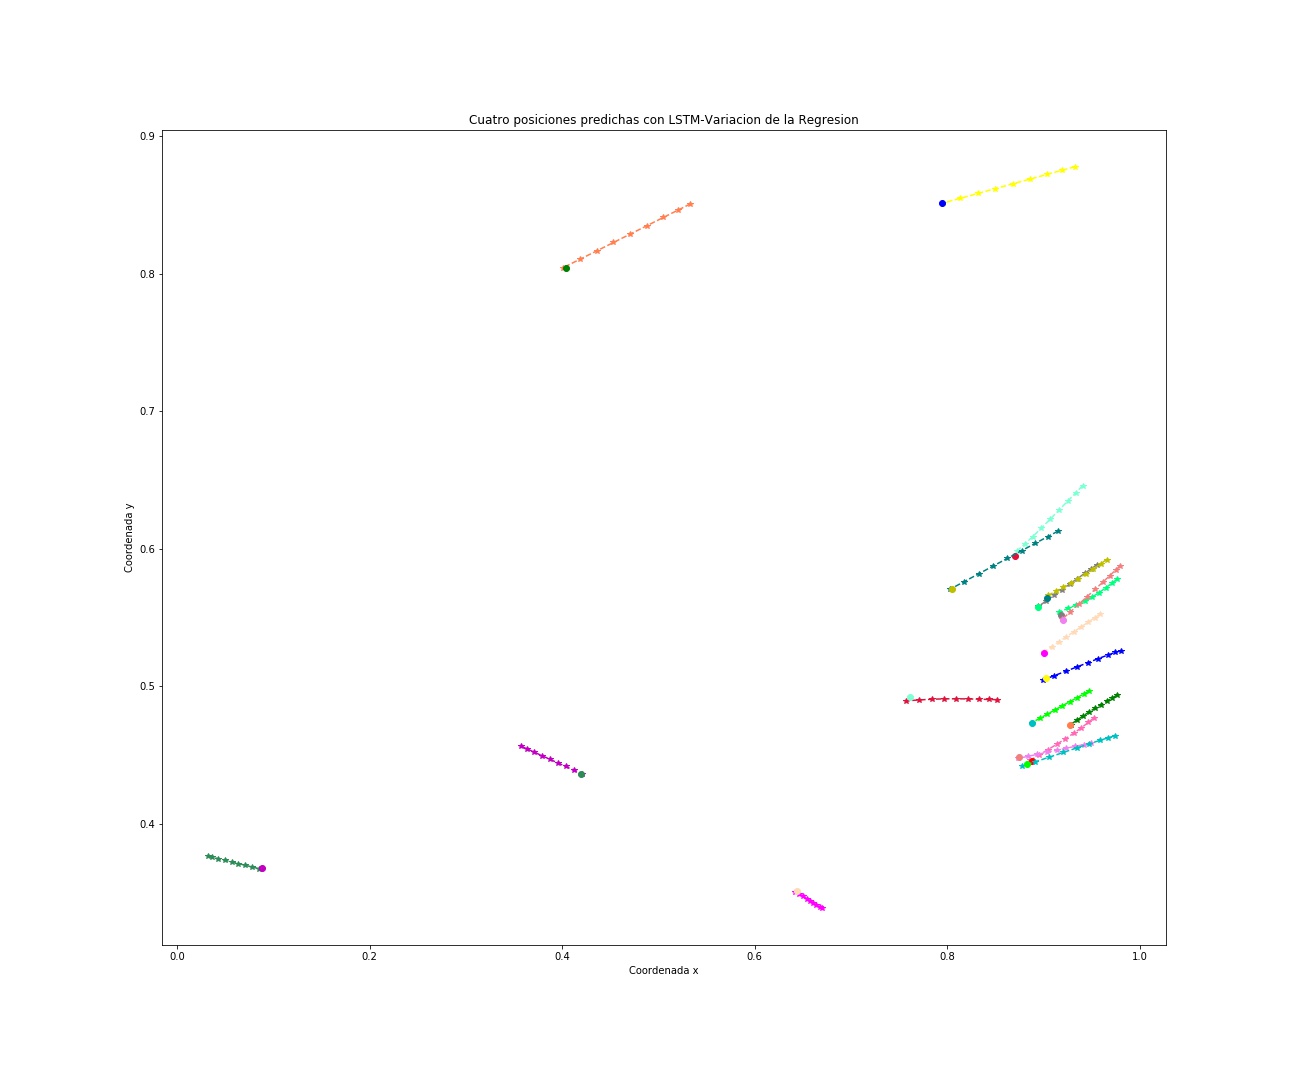 Cuatro posiciones predichas con LSTM-Variacion de la Regresion
0.9
0.8
0.7
Coordenada y
0.6
0.5
0.4
0.0 0.2 0.4 0.6 0.8 1.0
Coordenada x